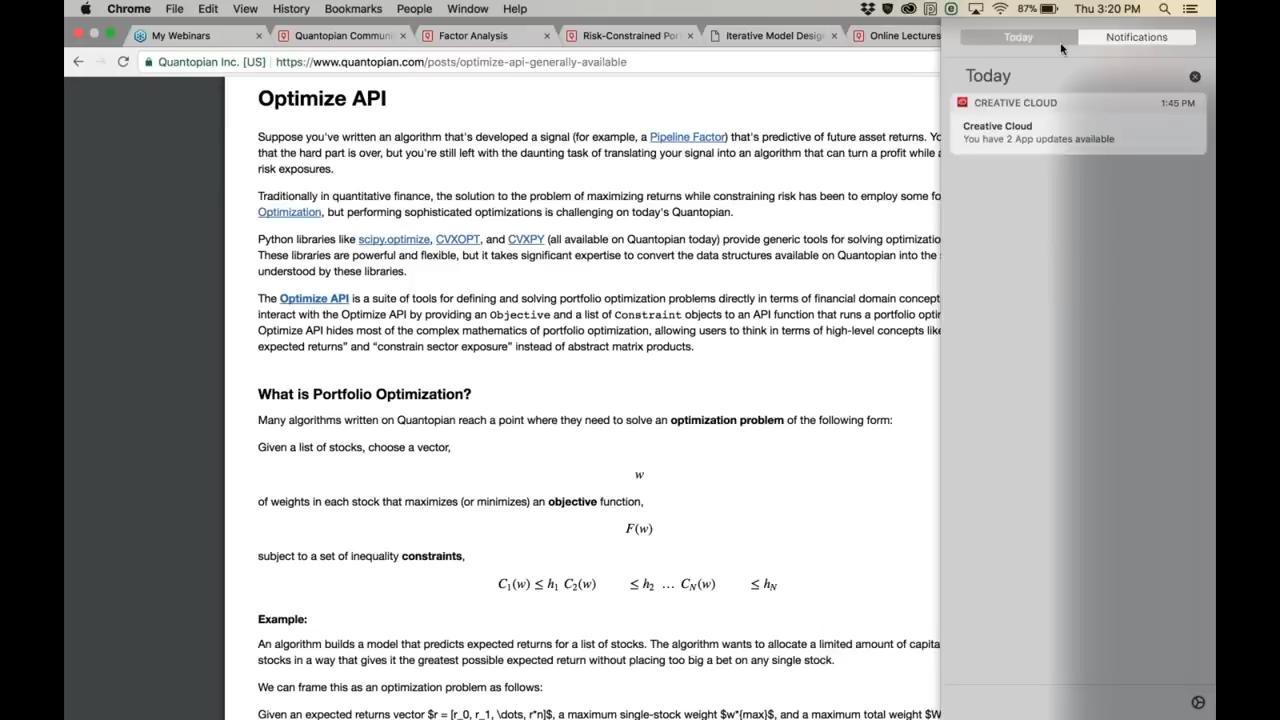 Chrome File Edit View History Bookmarks People Window Help 87% Thu 3:20 PM
My Webinars Quantopian Communi Factor Analysis Risk-Constrained Por Iterative Model Desig Online Lectures
Quantopian Inc. [US] https://www.quantopian.com/posts/optimize-api-generally-available
Today Notifications
Today
CREATIVE CLOUD 1:45 PM
Creative Cloud
You have 2 App updates available
Optimize API
Suppose you've written an algorithm that's developed a signal (for example, a Pipeline Factor) that's predictive of future asset returns. Yo
that the hard part is over, but you're still left with the daunting task of translating your signal into an algorithm that can turn a profit while
risk exposures.
Traditionally in quantitative finance, the solution to the problem of maximizing returns while constraining risk has been to employ some fo
Optimization, but performing sophisticated optimizations is challenging on today's Quantopian.
Python libraries like scipy.optimize, CVXOPT, and CVXPY (all available on Quantopian today) provide generic tools for solving optimizatio
These libraries are powerful and flexible, but it takes significant expertise to convert the data structures available on Quantopian into the
understood by these libraries.
The Optimize API is a suite of tools for defining and solving portfolio optimization problems directly in terms of financial domain concept
interact with the Optimize API by providing an Objective and a list of Constraint objects to an API function that runs a portfolio opti
Optimize API hides most of the complex mathematics of portfolio optimization, allowing users to think in terms of high-level concepts like
expected returns" and "constrain sector exposure" instead of abstract matrix products.
What is Portfolio Optimization?
Many algorithms written on Quantopian reach a point where they need to solve an optimization problem of the following form:
Given a list of stocks, choose a vector,
w
of weights in each stock that maximizes (or minimizes) an objective function,
F(w)
subject to a set of inequality constraints,
C₁(w) ≤ h₁ C₂(w) ≤ h₂ … C_N(w) ≤ h_N
Example:
An algorithm builds a model that predicts expected returns for a list of stocks. The algorithm wants to allocate a limited amount of capita
stocks in a way that gives it the greatest possible expected return without placing too big a bet on any single stock.
We can frame this as an optimization problem as follows:
Given an expected returns vector $r = [r_0, r_1, \dots, r*n]$, a maximum single-stock weight $w*{max}$, and a maximum total weight $W